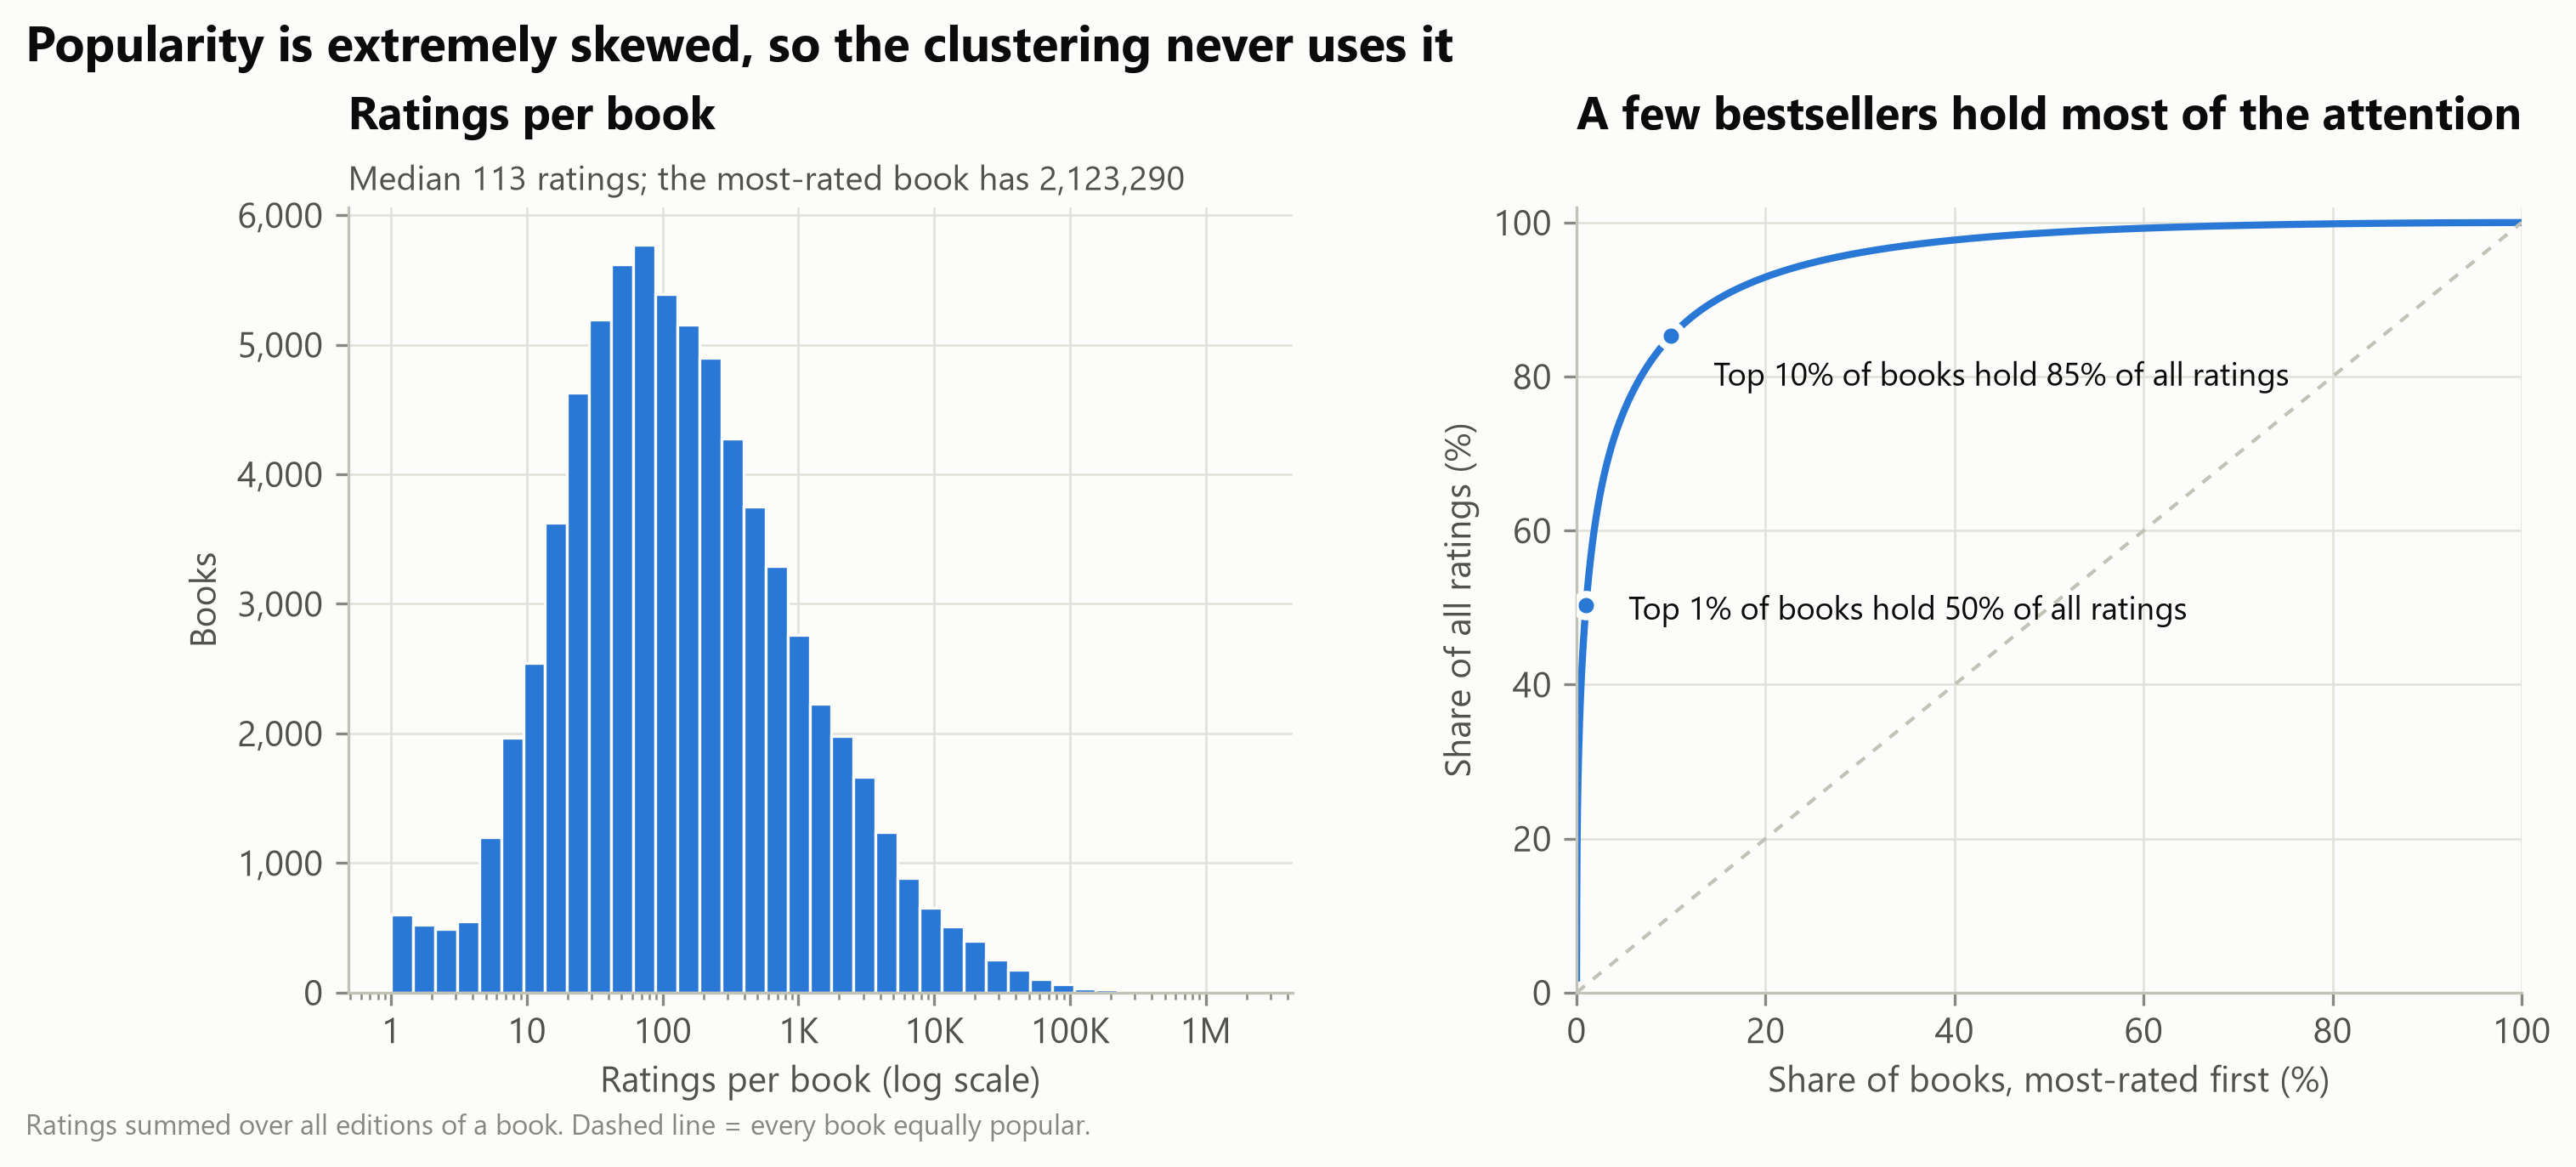 Popularity is extremely skewed, so the clustering never uses it
Ratings per book
Median 113 ratings; the most-rated book has 2,123,290
6,000
5,000
4,000
3,000
2,000
1,000
0
Books
1
10
100
1K
10K
100K
1M
Ratings per book (log scale)
A few bestsellers hold most of the attention
100
80
60
40
20
0
Share of all ratings (%)
Top 10% of books hold 85% of all ratings
Top 1% of books hold 50% of all ratings
0
20
40
60
80
100
Share of books, most-rated first (%)
Ratings summed over all editions of a book. Dashed line = every book equally popular.